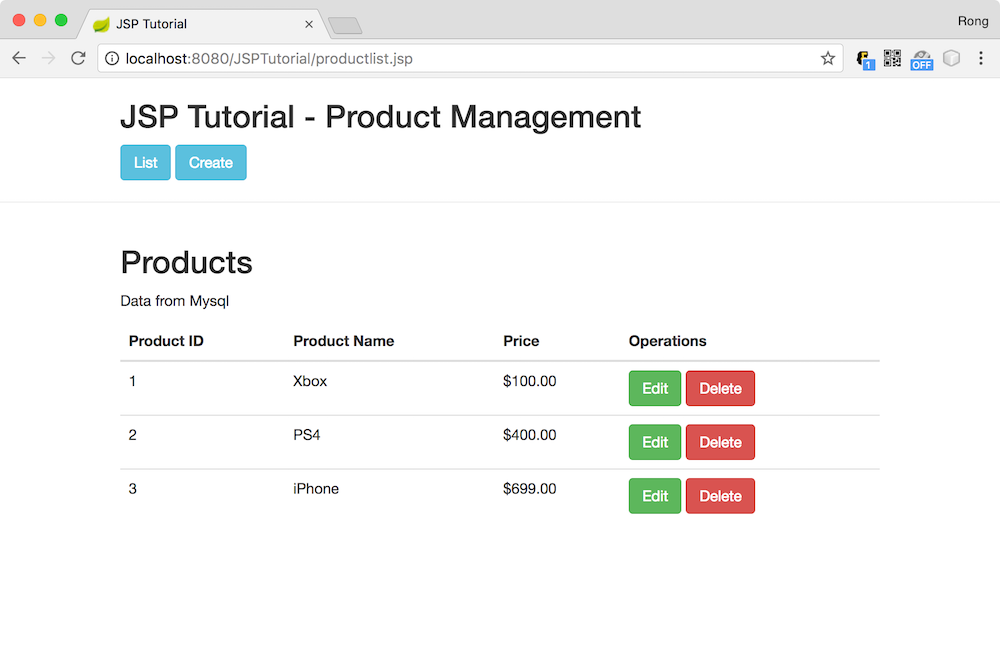 JSP Tutorial
Rong
localhost:8080/JSPTutorial/productlist.jsp
1
OFF
JSP Tutorial - Product Management
List Create
Products
Data from Mysql
Product ID Product Name Price Operations
1 Xbox $100.00 Edit Delete
2 PS4 $400.00 Edit Delete
3 iPhone $699.00 Edit Delete